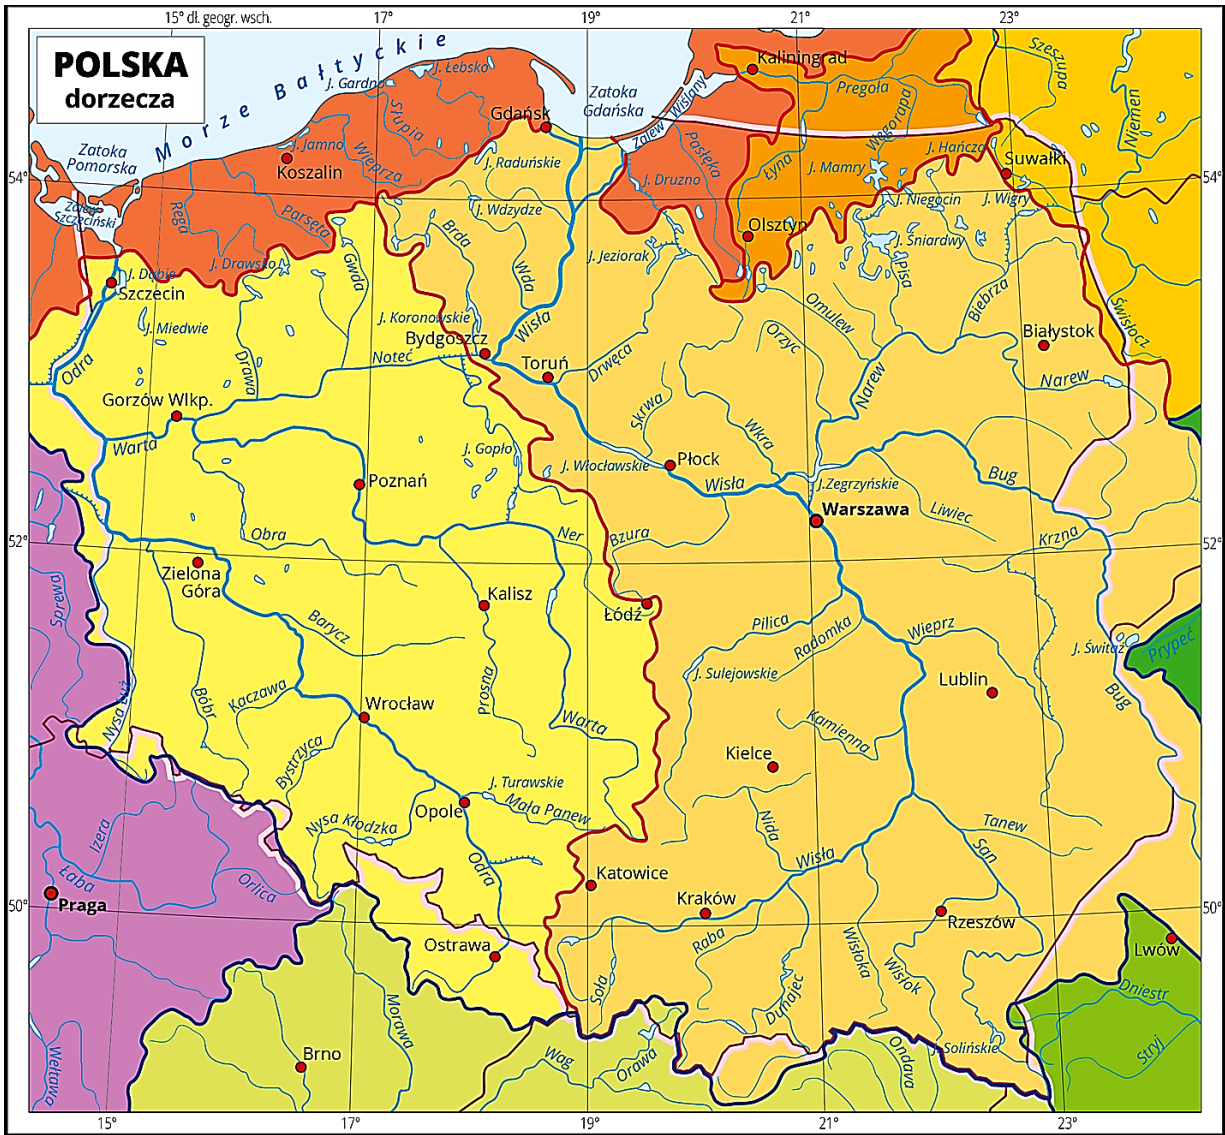 15° dł. geogr. wsch.
17°
19°
21°
23°
POLSKA
dorzecza
Morze Bałtyckie
J. Łebsko
J. Gardno
Kaliningrad
Szeszupa
Niemen
Zatoka
Gdańska
Zalew Wiślany
Pregoła
Węgorapa
Gdańsk
Słupia
J. Jamno
Koszalin
Wieprza
J. Raduńskie
Pasłęka
Łyna
J. Mamry
J. Hańcza
Suwałki
Zatoka
Pomorska
54°
54°
Zalew
Szczeciński
Rega
Parsęta
J. Wdzydze
J. Druzno
J. Niegocin
J. Wigry
Olsztyn
Brda
Wda
J. Jeziorak
J. Śniardwy
Pisa
J. Dąbie
Szczecin
J. Drawsko
Gwda
Biebrza
Omulew
Świsłocz
J. Miedwie
J. Koronowskie
Bydgoszcz
Wisła
Orzyc
Białystok
Odra
Drawa
Noteć
Toruń
Drwęca
Narew
Narew
Gorzów Wlkp.
Skrwa
Wkra
Warta
J. Gopło
J. Włocławskie
Płock
Wisła
Bug
Poznań
J.Zegrzyńskie
Warszawa
Liwiec
52°
52°
Obra
Ner
Bzura
Krzna
Zielona
Góra
Kalisz
Łódź
Sprewa
Barycz
Pilica
Radomka
Wieprz
J. Świtaź
Prypeć
Nysa Łuż.
Bóbr
Kaczawa
Prosna
J. Sulejowskie
Lublin
Bug
Wrocław
Warta
Kamienna
Bystrzyca
Kielce
J. Turawskie
Opole
Mała Panew
Nysa Kłodzka
Nida
Tanew
Izera
San
Łaba
Orlica
Odra
Wisła
Katowice
Praga
50°
50°
Kraków
Rzeszów
Ostrawa
Raba
Wisłoka
Wisłok
Lwów
Soła
Dunajec
Dniestr
Morawa
Brno
Wag
Orawa
Ondava
J. Solińskie
Stryj
Wełtawa
15°
17°
19°
21°
23°